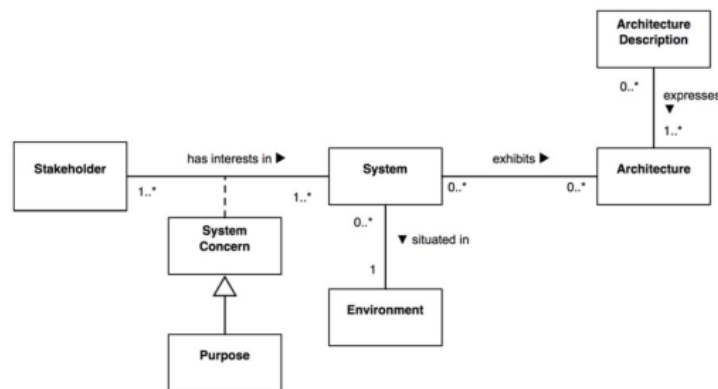 Architecture
Description
0..*
expresses
▼
1..*
Stakeholder
has interests in ▶
System
exhibits ▶
Architecture
1..*
1..*
0..*
0..*
System
Concern
0..*
▼ situated in
1
Environment
Purpose